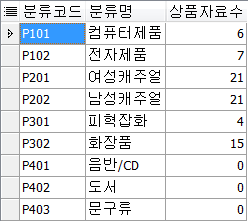 분류코드 분류명 상품자료수
P101 컴퓨터제품 6
P102 전자제품 7
P201 여성캐주얼 21
P202 남성캐주얼 21
P301 피혁잡화 4
P302 화장품 15
P401 음반/CD 0
P402 도서 0
P403 문구류 0